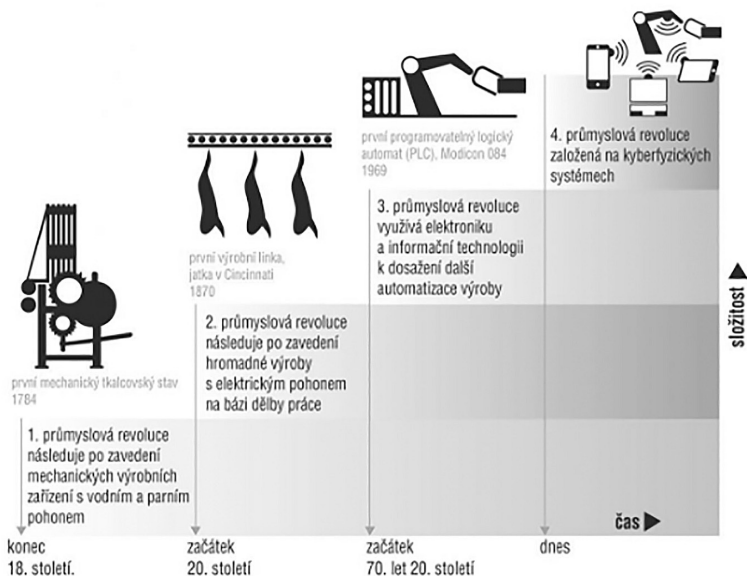 první mechanický tkalcovský stav
1784
1. průmyslová revoluce
následuje po zavedení
mechanických výrobních
zařízení s vodním a parním
pohonem
konec
18. století.
první výrobní linka,
jatka v Cincinnati
1870
2. průmyslová revoluce
následuje po zavedení
hromadné výroby
s elektrickým pohonem
na bázi dělby práce
začátek
20. století
první programovatelný logický
automat (PLC), Modicon 084
1969
3. průmyslová revoluce
využívá elektroniku
a informační technologii
k dosažení další
automatizace výroby
začátek
70. let 20. století
4. průmyslová revoluce
založená na kyberfyzických
systémech
dnes
čas
složitost